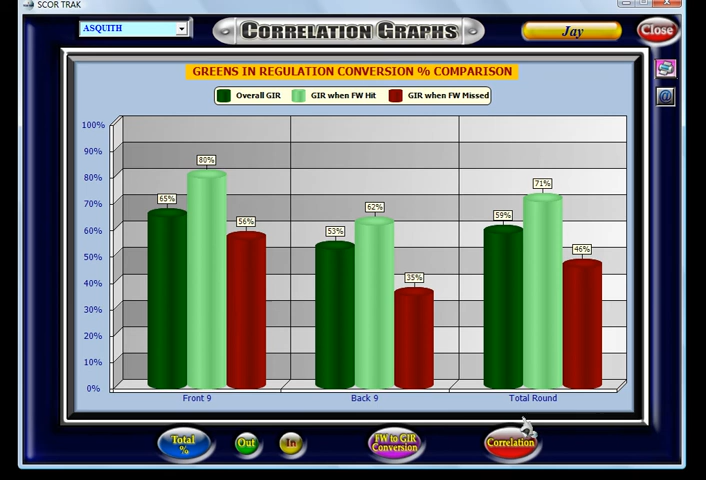 SCOR TRAK
ASQUITH
CORRELATION GRAPHS
Jay
Close
GREENS IN REGULATION CONVERSION % COMPARISON
Overall GIR
GIR when FW Hit
GIR when FW Missed
100%
90%
80%
70%
60%
50%
40%
30%
20%
10%
0%
65%
80%
56%
53%
62%
35%
59%
71%
46%
Front 9
Back 9
Total Round
Total
%
Out
In
FW to GIR
Conversion
Correlation
@